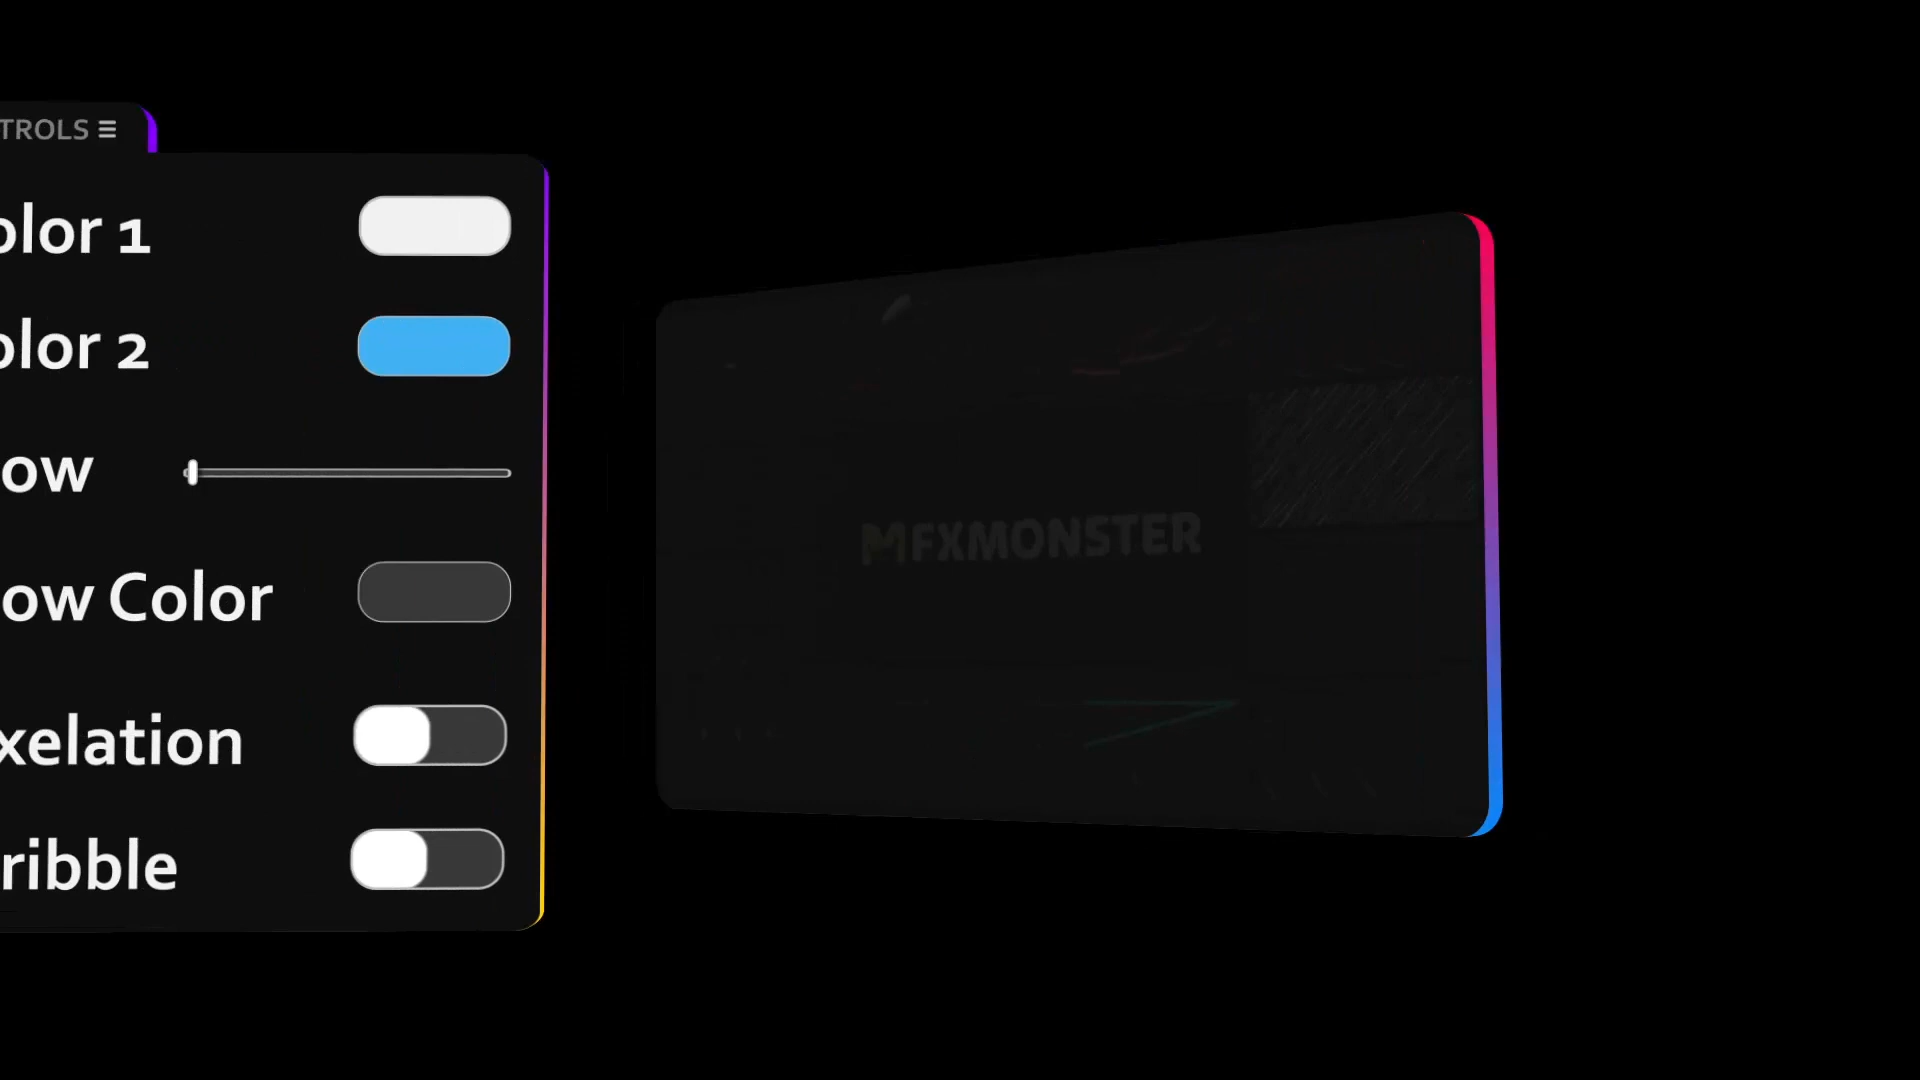 TROLS
olor 1
olor 2
ow
ow Color
xelation
ribble
MFXMONSTER